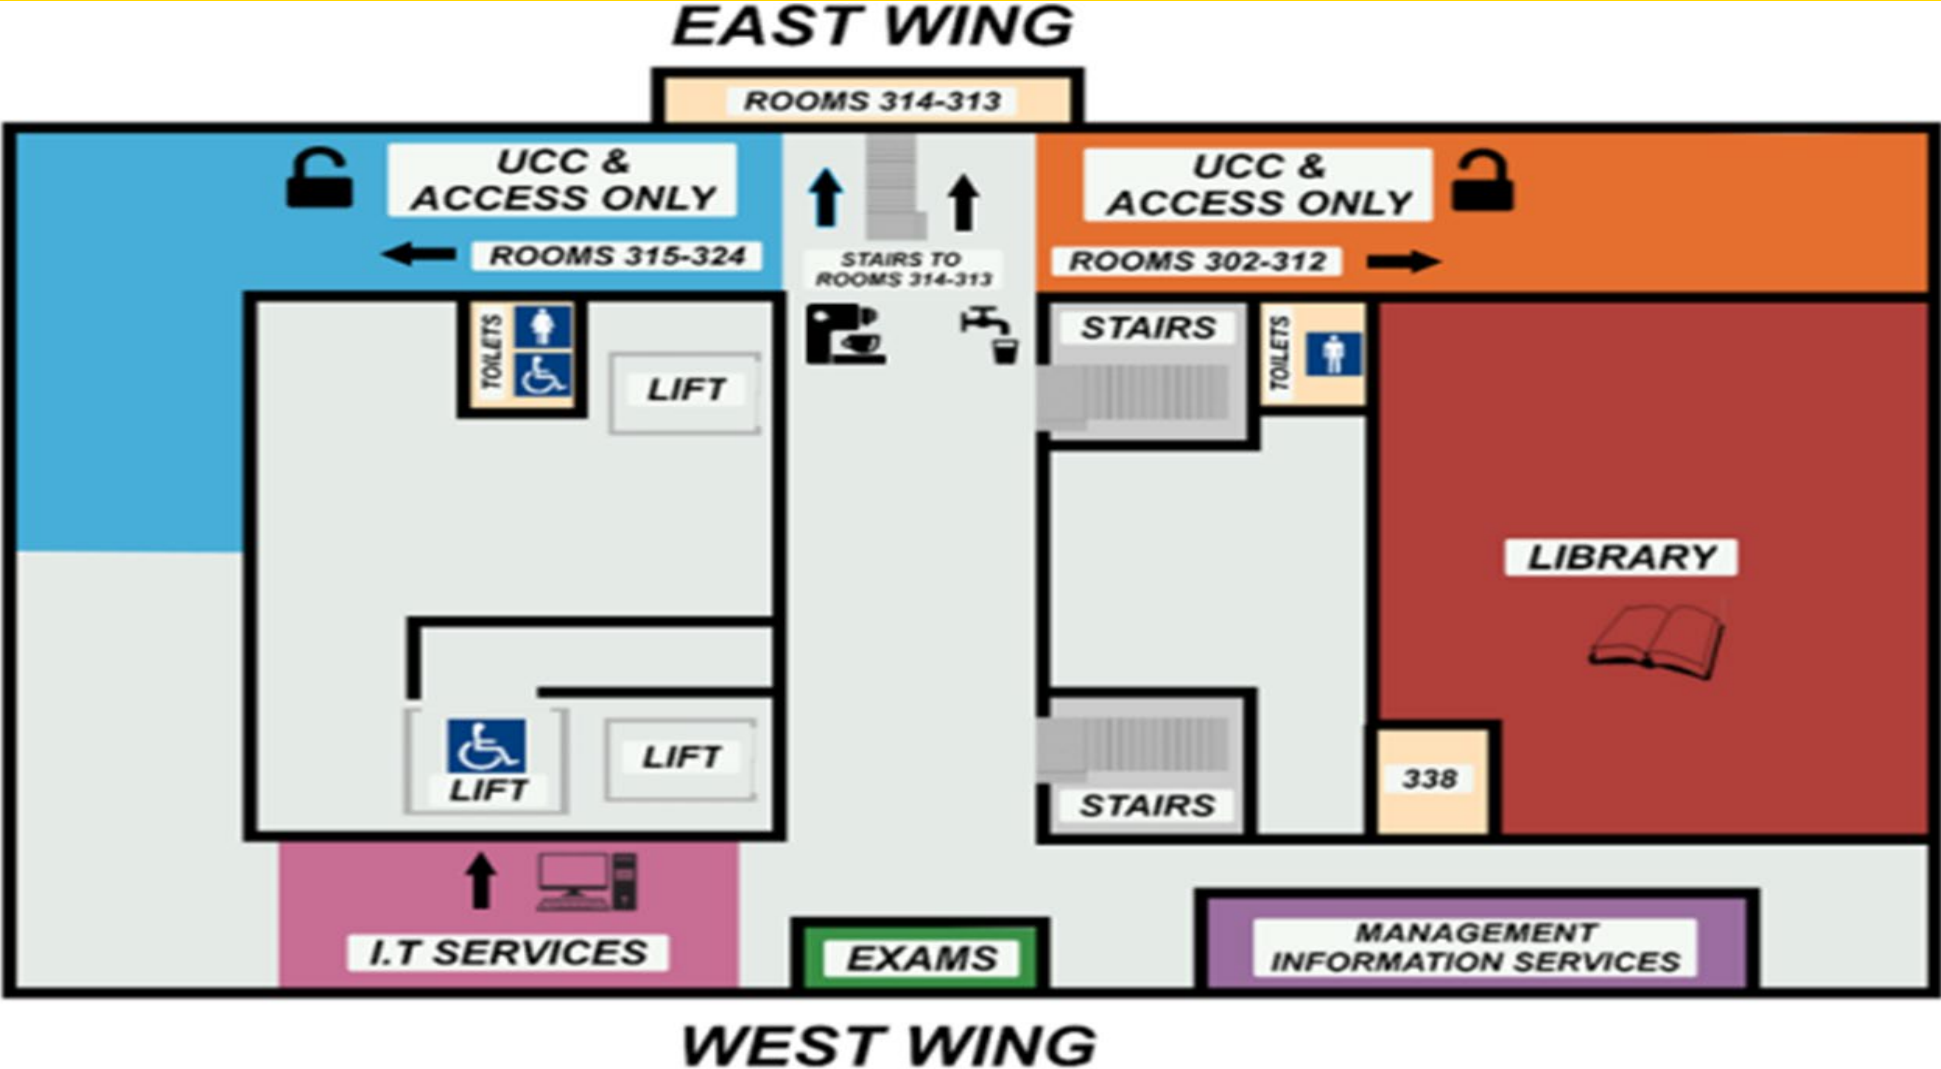 EAST WING
ROOMS 314-313
UCC &
ACCESS ONLY
ROOMS 315-324
STAIRS TO
ROOMS 314-313
UCC &
ACCESS ONLY
ROOMS 302-312
TOILETS
LIFT
STAIRS
TOILETS
LIBRARY
LIFT
LIFT
STAIRS
338
I.T SERVICES
EXAMS
MANAGEMENT
INFORMATION SERVICES
WEST WING